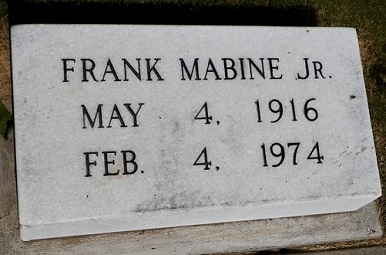 FRANK MABINE JR.
MAY 4, 1916
FEB. 4, 1974